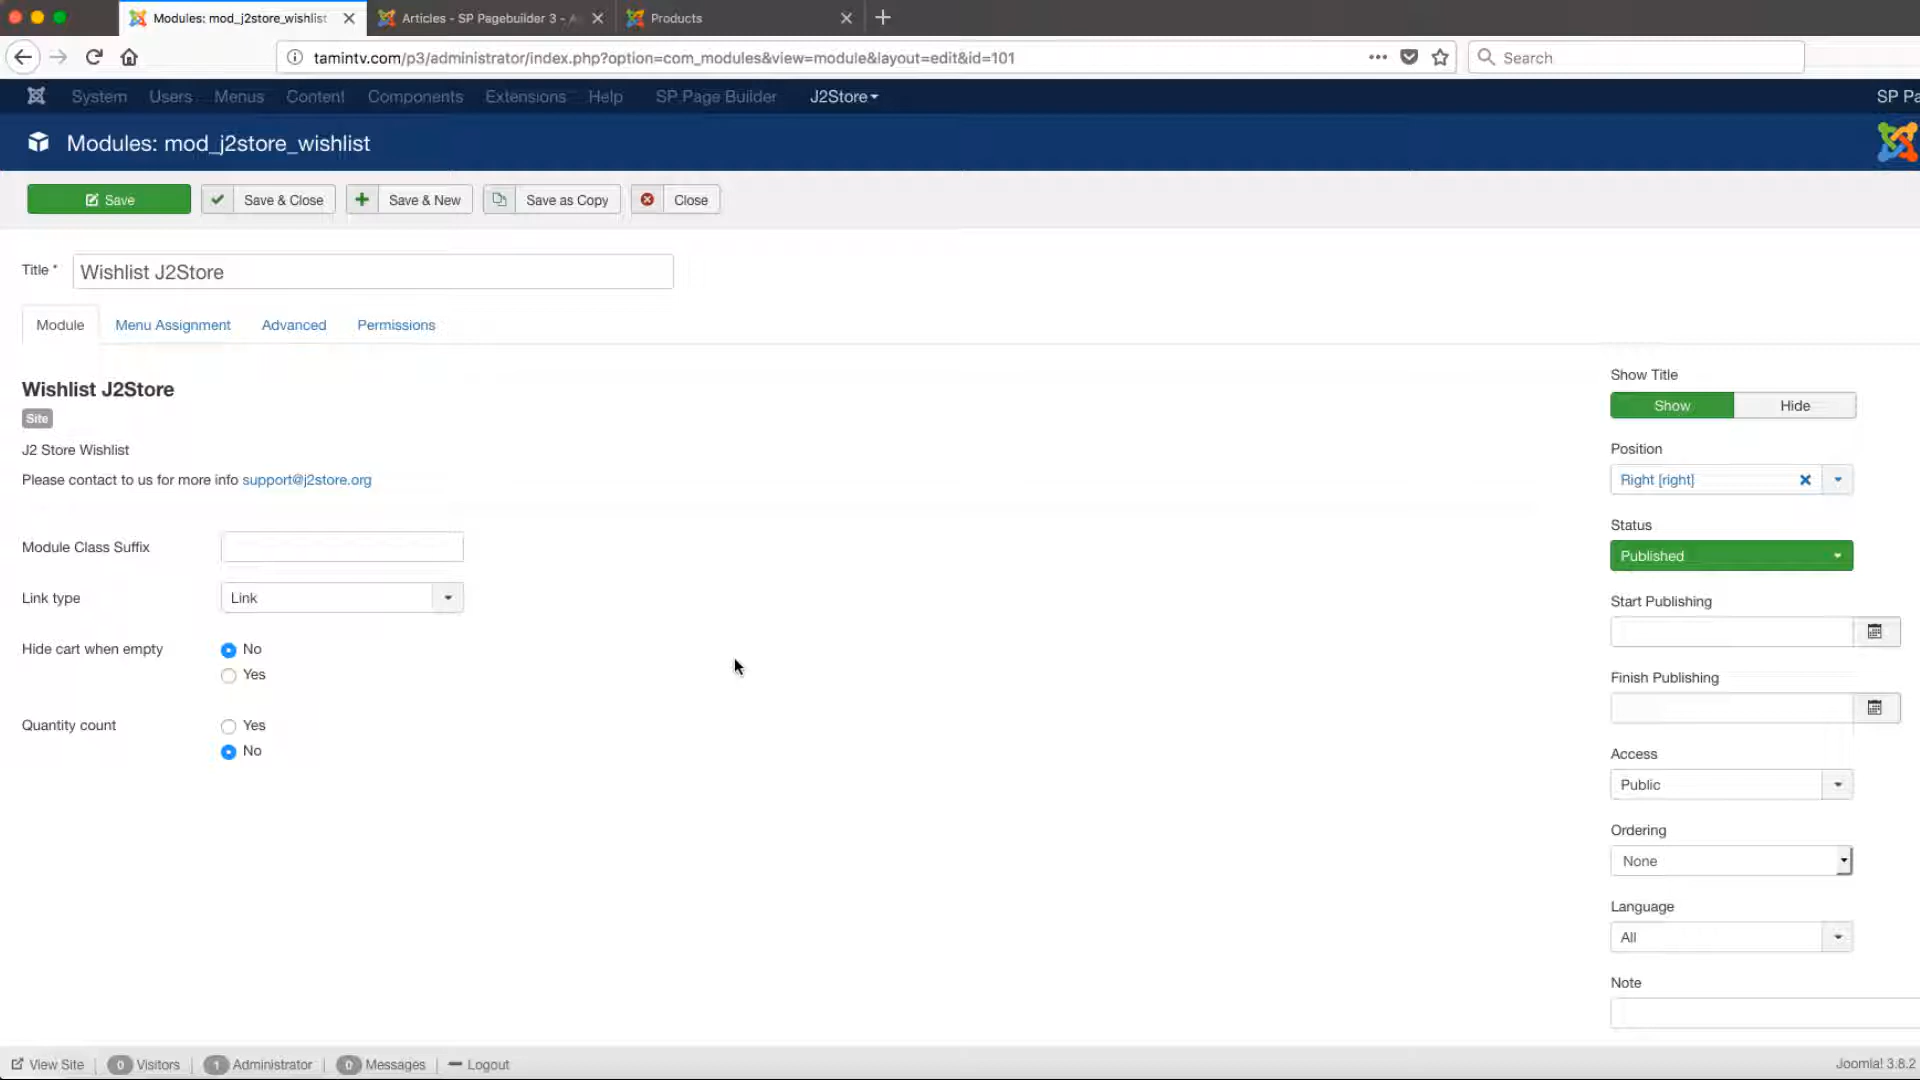 Modules: mod_j2store_wishlist
Articles - SP Pagebuilder 3 -
Products
tamintv.com/p3/administrator/index.php?option=com_modules&view=module&layout=edit&id=101
Search
System Users Menus Content Components Extensions Help SP Page Builder J2Store
SP Pa
Modules: mod_j2store_wishlist
Save
Save & Close
Save & New
Save as Copy
Close
Title *
Wishlist J2Store
Module
Menu Assignment
Advanced
Permissions
Wishlist J2Store
Site
J2 Store Wishlist
Please contact to us for more info support@j2store.org
Module Class Suffix
Link type
Link
Hide cart when empty
No
Yes
Quantity count
Yes
No
Show Title
Show
Hide
Position
Right [right]
Status
Published
Start Publishing
Finish Publishing
Access
Public
Ordering
None
Language
All
Note
View Site
0 Visitors
1 Administrator
0 Messages
Logout
Joomla! 3.8.2